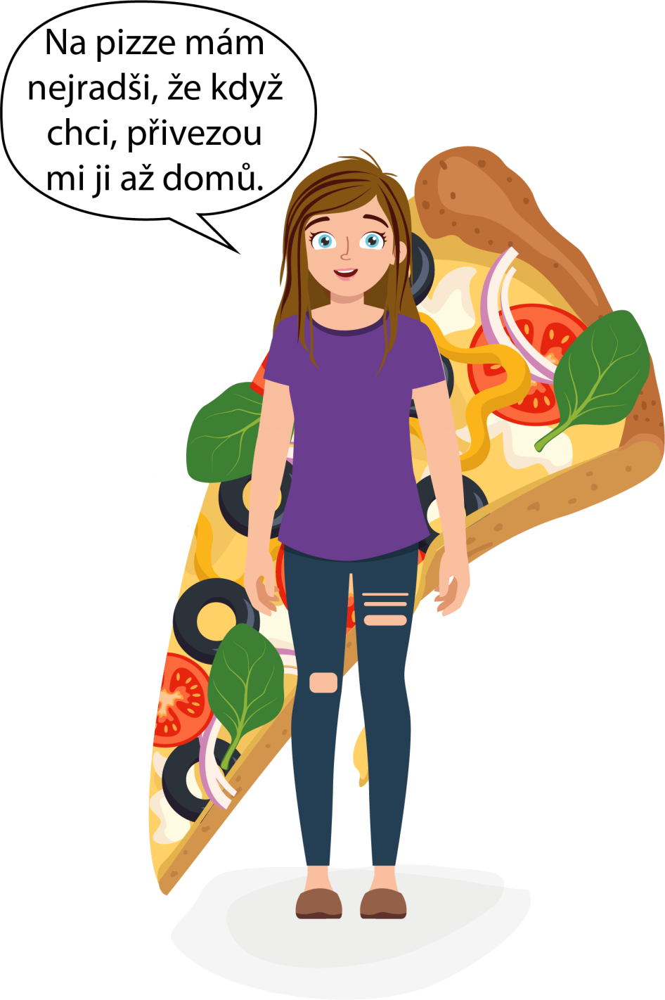 Na pizze mám
nejradši, že když
chci, přivezou
mi ji až domů.